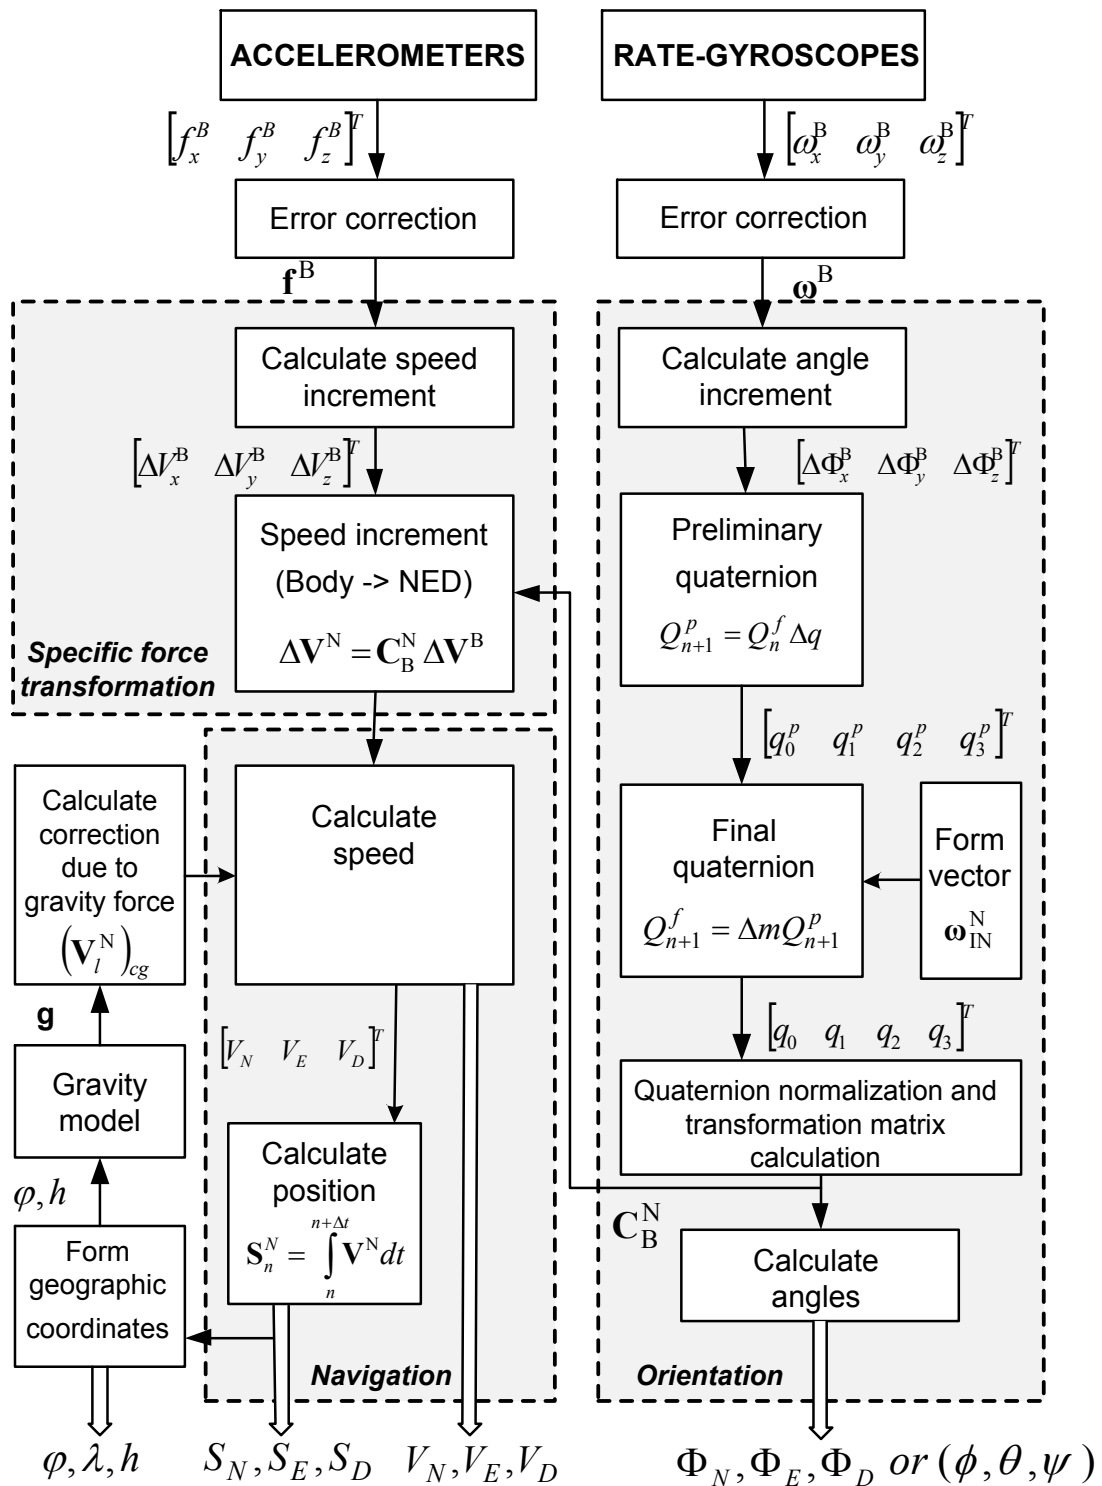 ACCELEROMETERS
RATE-GYROSCOPES
[f_x^B f_y^B f_z^B]^T
[ω_x^B ω_y^B ω_z^B]^T
Error correction
Error correction
f^B
ω^B
Calculate speed
increment
Calculate angle
increment
[ΔV_x^B ΔV_y^B ΔV_z^B]^T
[ΔΦ_x^B ΔΦ_y^B ΔΦ_z^B]^T
Speed increment
(Body -> NED)
ΔV^N = C_B^N ΔV^B
Specific force
transformation
Preliminary
quaternion
Q_{n+1}^p = Q_n^f Δq
[q_0^p q_1^p q_2^p q_3^p]^T
Calculate
correction
due to
gravity force
(V_l^N)_{cg}
Calculate
speed
Final
quaternion
Q_{n+1}^f = ΔmQ_{n+1}^p
Form
vector
ω_{IN}^N
g
[V_N V_E V_D]^T
[q_0 q_1 q_2 q_3]^T
Gravity
model
Quaternion normalization and
transformation matrix
calculation
φ, h
Calculate
position
S_n^N = ∫_n^{n+Δt} V^N dt
C_B^N
Form
geographic
coordinates
Calculate
angles
Navigation
Orientation
φ, λ, h
S_N, S_E, S_D
V_N, V_E, V_D
Φ_N, Φ_E, Φ_D or (ϕ, θ, ψ)